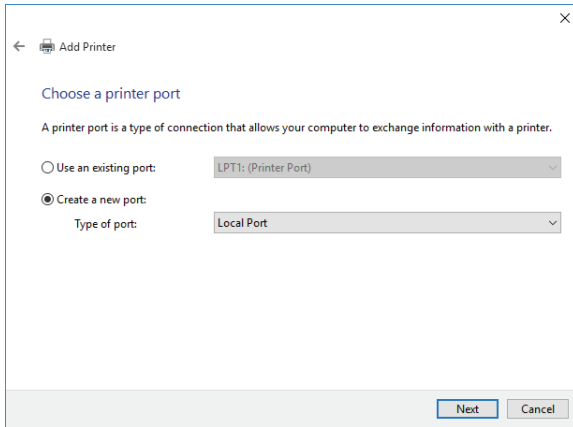 Add Printer
Choose a printer port
A printer port is a type of connection that allows your computer to exchange information with a printer.
Use an existing port: LPT1: (Printer Port)
Create a new port:
Type of port: Local Port
Next Cancel